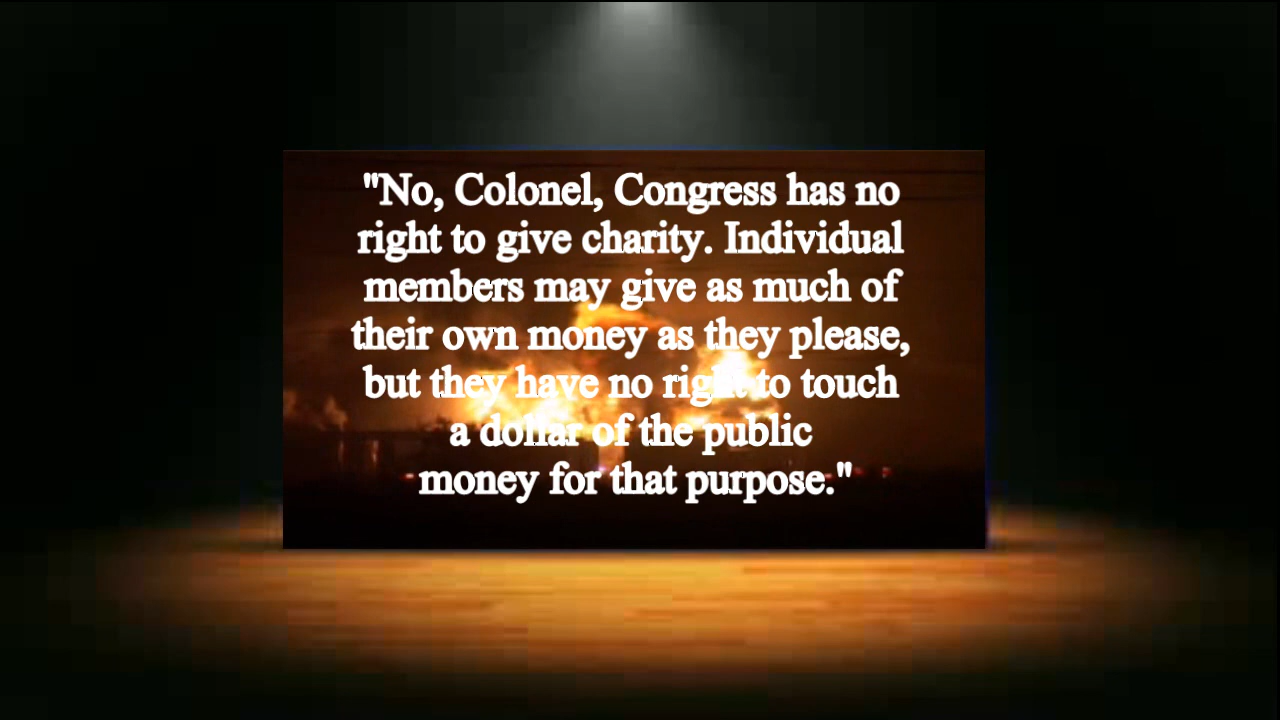 "No, Colonel, Congress has no
right to give charity. Individual
members may give as much of
their own money as they please,
but they have no right to touch
a dollar of the public
money for that purpose."